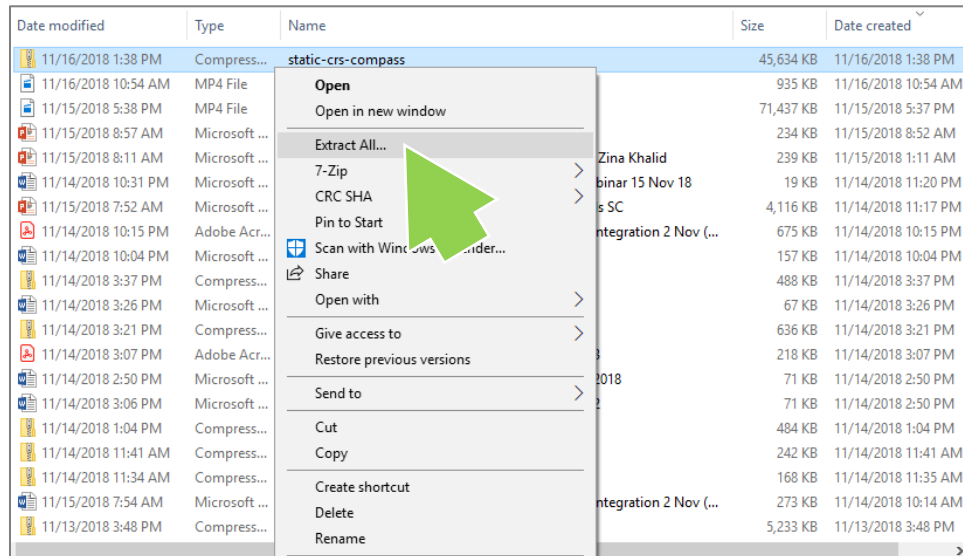 Date modified Type Name Size Date created
11/16/2018 1:38 PM Compress... static-crs-compass 45,634 KB 11/16/2018 1:38 PM
11/16/2018 10:54 AM MP4 File 935 KB 11/16/2018 10:54 AM
11/15/2018 5:38 PM MP4 File 71,437 KB 11/15/2018 5:37 PM
11/15/2018 8:57 AM Microsoft ... 234 KB 11/15/2018 8:52 AM
11/15/2018 8:11 AM Microsoft ... Zina Khalid 239 KB 11/15/2018 1:11 AM
11/14/2018 10:31 PM Microsoft ... binar 15 Nov 18 19 KB 11/14/2018 11:20 PM
11/15/2018 7:52 AM Microsoft ... s SC 4,116 KB 11/14/2018 11:17 PM
11/14/2018 10:15 PM Adobe Acr... ntegration 2 Nov (... 675 KB 11/14/2018 10:15 PM
11/14/2018 10:04 PM Microsoft ... 157 KB 11/14/2018 10:04 PM
11/14/2018 3:37 PM Compress... 488 KB 11/14/2018 3:37 PM
11/14/2018 3:26 PM Microsoft ... 67 KB 11/14/2018 3:26 PM
11/14/2018 3:21 PM Compress... 636 KB 11/14/2018 3:21 PM
11/14/2018 3:07 PM Adobe Acr... 218 KB 11/14/2018 3:07 PM
11/14/2018 2:50 PM Microsoft ... 2018 71 KB 11/14/2018 2:50 PM
11/14/2018 3:06 PM Microsoft ... 71 KB 11/14/2018 2:50 PM
11/14/2018 1:04 PM Compress... 484 KB 11/14/2018 1:04 PM
11/14/2018 11:41 AM Compress... 242 KB 11/14/2018 11:41 AM
11/14/2018 11:34 AM Compress... 168 KB 11/14/2018 11:35 AM
11/15/2018 7:54 AM Microsoft ... ntegration 2 Nov (... 273 KB 11/14/2018 10:14 AM
11/13/2018 3:48 PM Compress... 5,233 KB 11/13/2018 3:48 PM
Open
Open in new window
Extract All...
7-Zip
CRC SHA
Pin to Start
Scan with Windows
Share
Open with
Give access to
Restore previous versions
Send to
Cut
Copy
Create shortcut
Delete
Rename